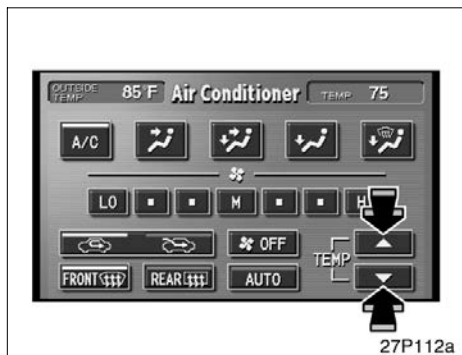 OUTSIDE TEMP 85°F Air Conditioner TEMP 75
A/C
LO M H
OFF
TEMP
FRONT REAR AUTO
27P112a